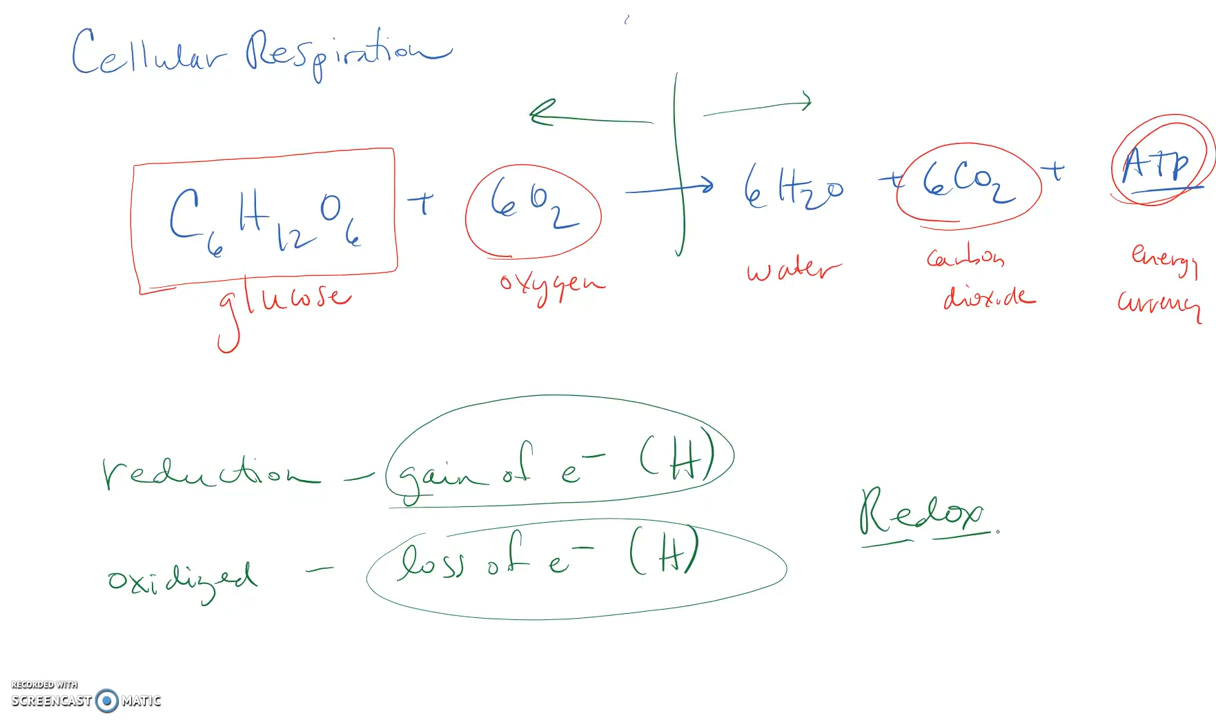 Cellular Respiration
C6H12O6 + 6O2 → 6H2O + 6CO2 + ATP
glucose oxygen water carbon dioxide energy currency
reduction – gain of e⁻ (H)
oxidized – loss of e⁻ (H)
Redox
RECORDED WITH
SCREENCAST MATIC